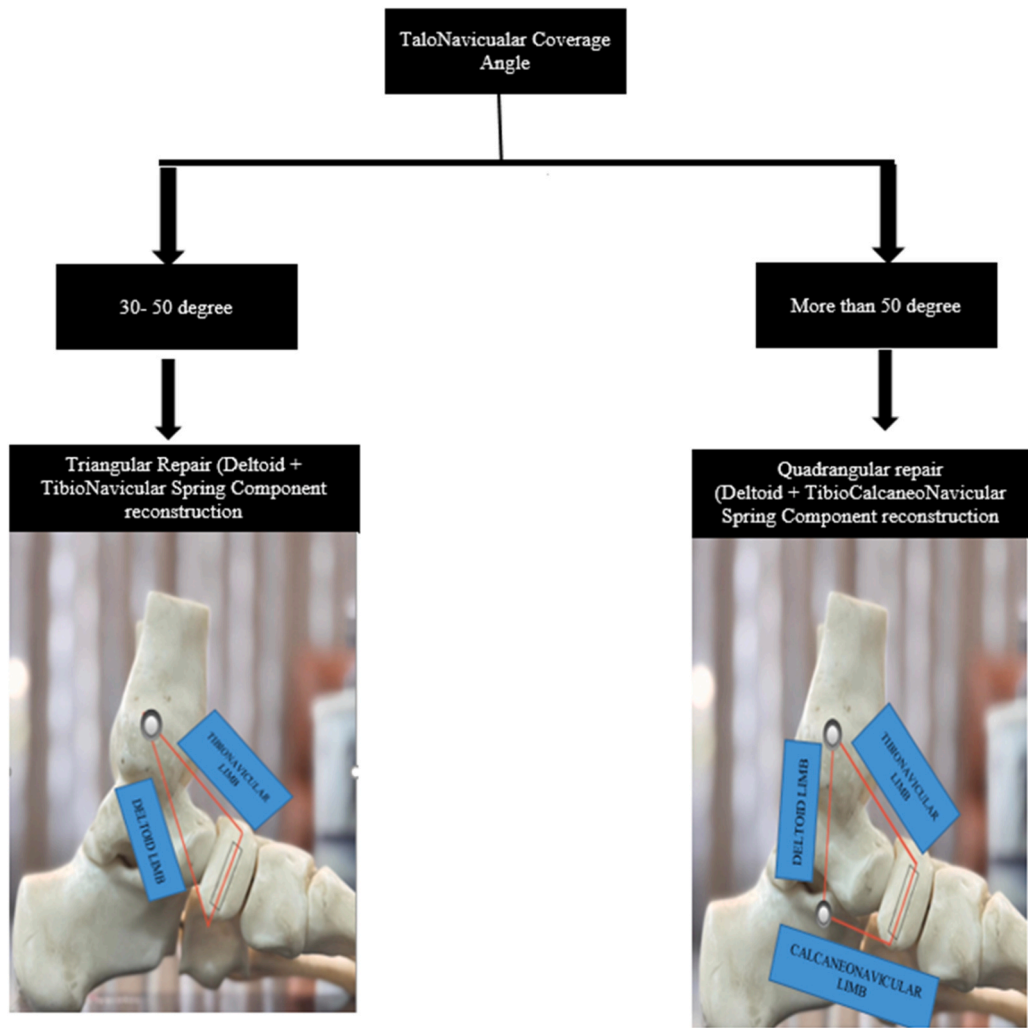 TaloNavicualar Coverage
Angle
30- 50 degree
More than 50 degree
Triangular Repair (Deltoid +
TibioNavicular Spring Component
reconstruction
Quadrangular repair
(Deltoid + TibioCalcaneoNavicular
Spring Component reconstruction
TIBIONAVICULAR
LIMB
DELTOID LIMB
TIBIONAVICULAR
LIMB
DELTOID LIMB
CALCANEONAVICULAR
LIMB